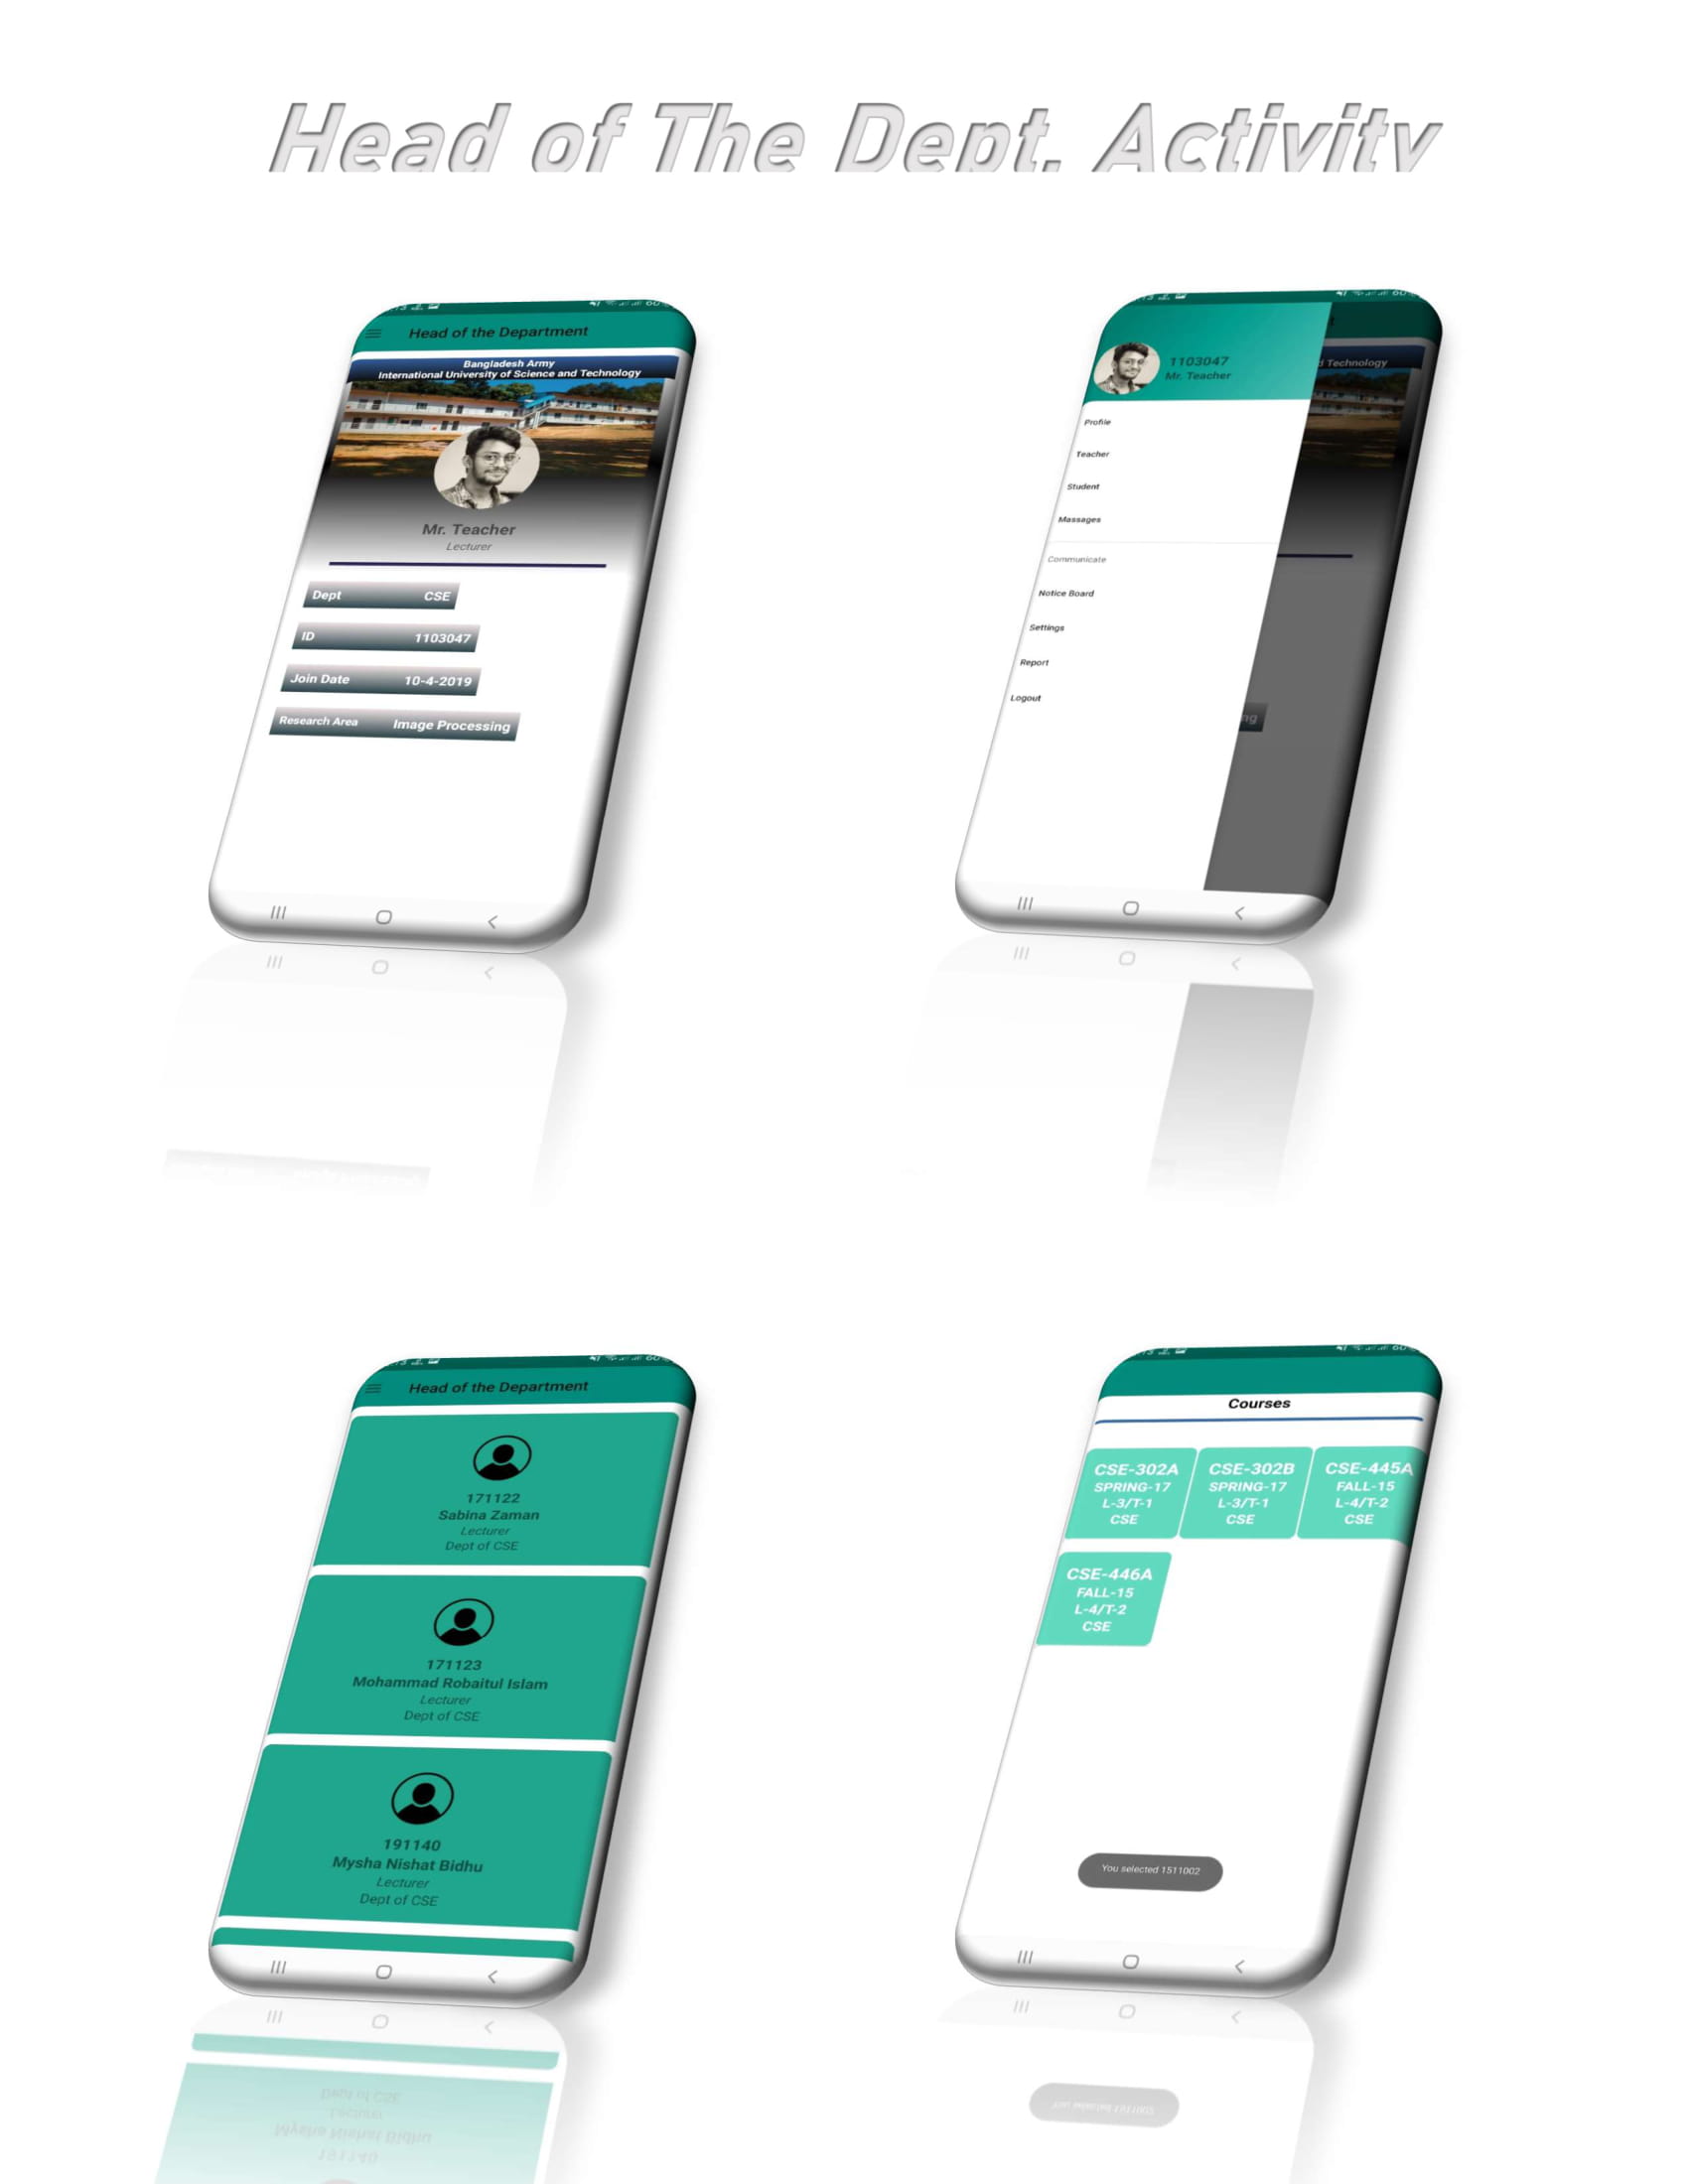 Head of The Dept. Activity
Head of the Department
Bangladesh Army
International University of Science and Technology
Mr. Teacher
Lecturer
Dept CSE
ID 1103047
Join Date 10-4-2019
Research Area Image Processing
1103047
Mr. Teacher
Technology
Profile
Teacher
Student
Massages
Communicate
Notice Board
Settings
Report
Logout
ng
Head of the Department
171122
Sabina Zaman
Lecturer
Dept of CSE
171123
Mohammad Robaitul Islam
Lecturer
Dept of CSE
191140
Mysha Nishat Bidhu
Lecturer
Dept of CSE
Courses
CSE-302A CSE-302B CSE-445A
SPRING-17 SPRING-17 FALL-15
L-3/T-1 L-3/T-1 L-4/T-2
CSE CSE CSE
CSE-446A
FALL-15
L-4/T-2
CSE
You selected 1511002